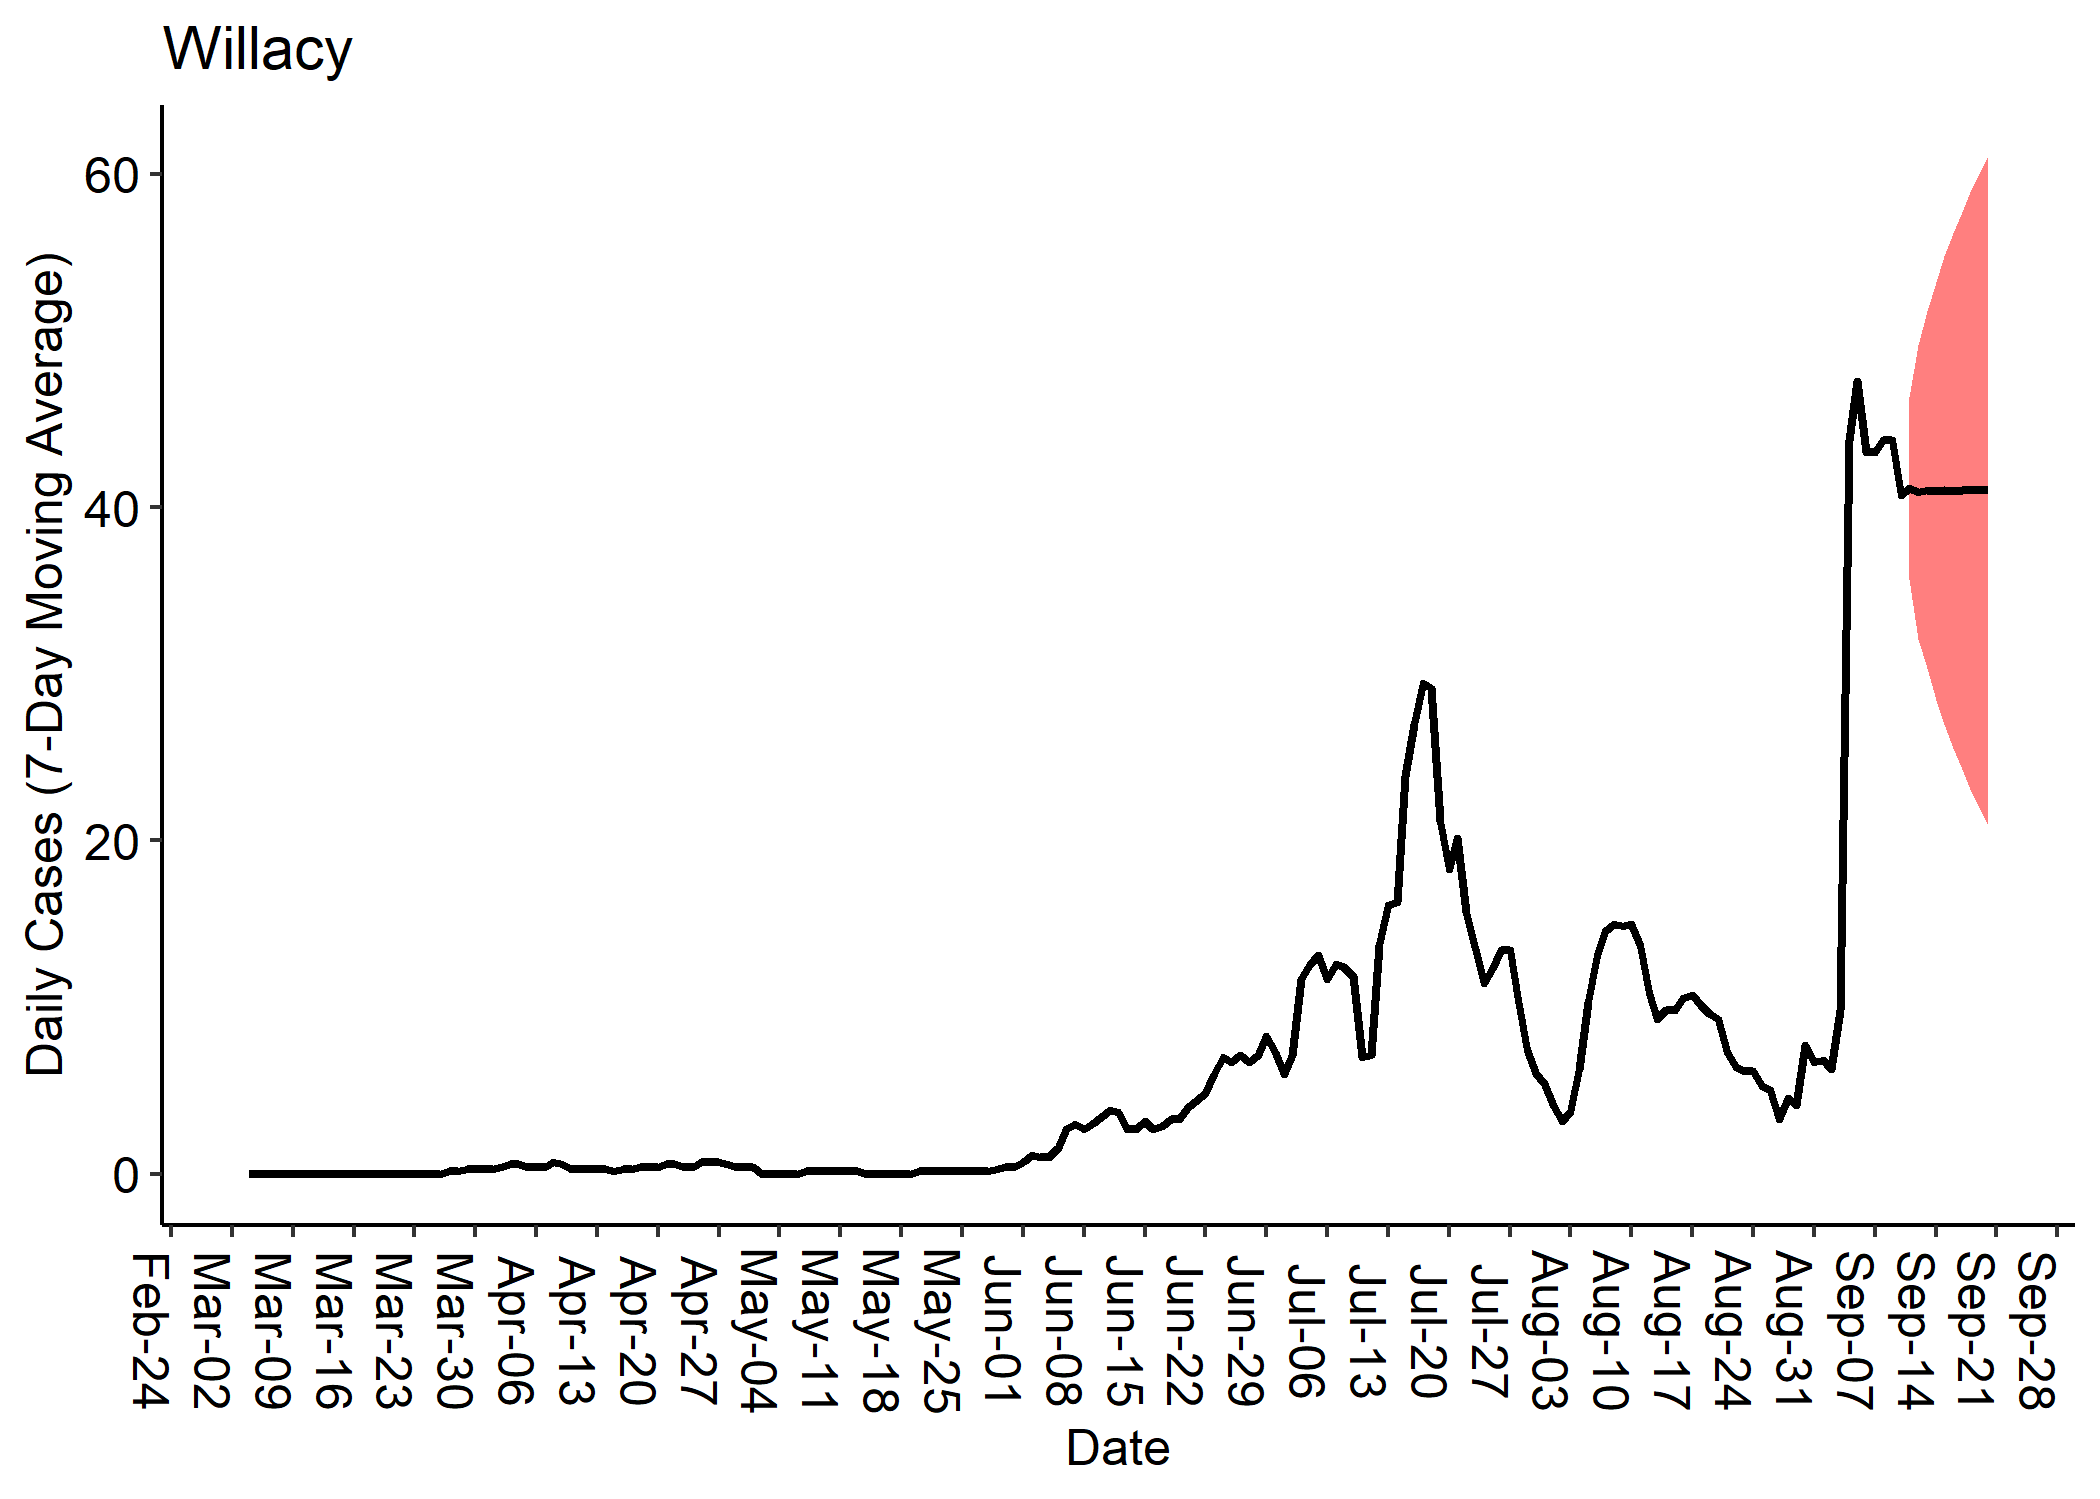 Willacy
Daily Cases (7-Day Moving Average)
60
40
20
0
Feb-24
Mar-02
Mar-09
Mar-16
Mar-23
Mar-30
Apr-06
Apr-13
Apr-20
Apr-27
May-04
May-11
May-18
May-25
Jun-01
Jun-08
Jun-15
Jun-22
Jun-29
Jul-06
Jul-13
Jul-20
Jul-27
Aug-03
Aug-10
Aug-17
Aug-24
Aug-31
Sep-07
Sep-14
Sep-21
Sep-28
Date